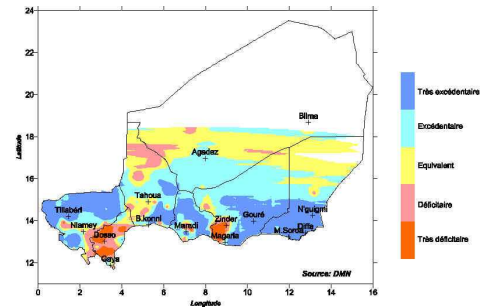 24
22
20
18
16
14
12
Latitude
0 2 4 6 8 10 12 14 16
Longitude
Bilma
Agadez
Tahoua
Tillabéri
N'guigmi
Gouré
Zinder
B.konni
Niamey
Maradi
Diffa
Dosso
Magaria
M.Soroa
Gaya
Source: DMN
Très excédentaire
Excédentaire
Equivalent
Déficitaire
Très déficitaire